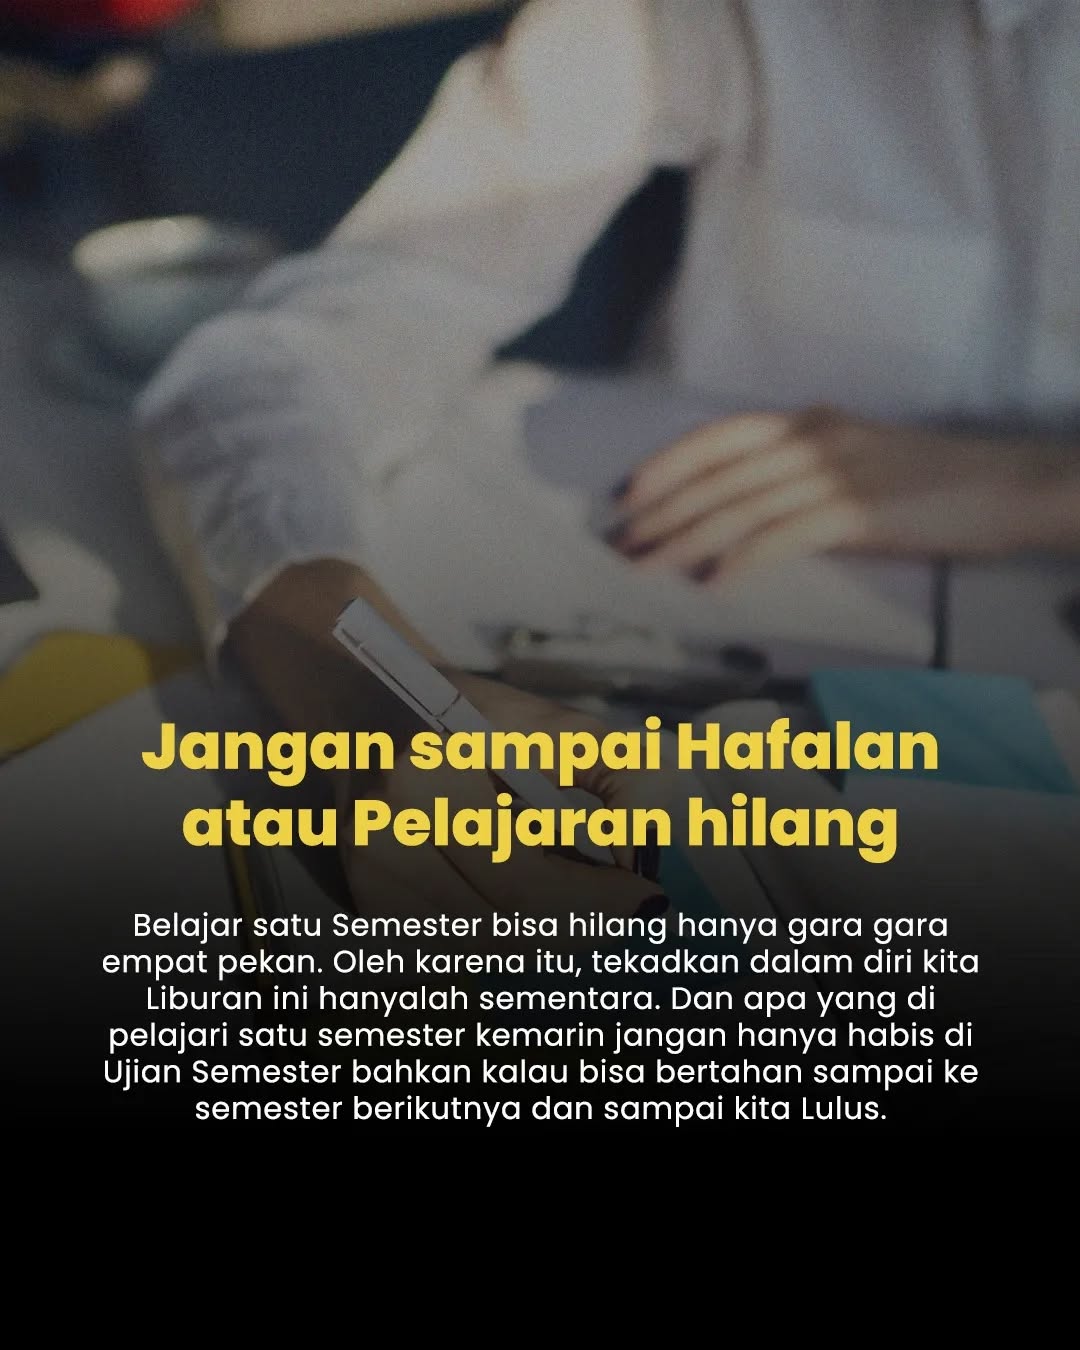 Jangan sampai Hafalan
atau Pelajaran hilang
Belajar satu Semester bisa hilang hanya gara gara
empat pekan. Oleh karena itu, tekadkan dalam diri kita
Liburan ini hanyalah sementara. Dan apa yang di
pelajari satu semester kemarin jangan hanya habis di
Ujian Semester bahkan kalau bisa bertahan sampai ke
semester berikutnya dan sampai kita Lulus.